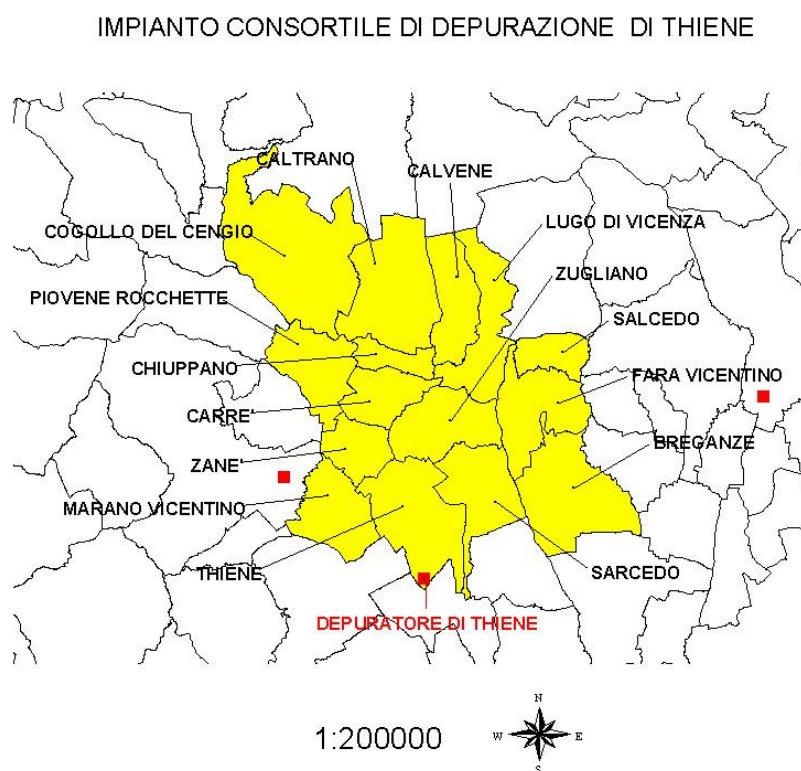 IMPIANTO CONSORTILE DI DEPURAZIONE DI THIENE
CALTRANO
CALVENE
LUGO DI VICENZA
COGOLLO DEL CENGIO
ZUGLIANO
PIOVENE ROCCHETTE
SALCEDO
CHIUPPANO
FARA VICENTINO
CARRE'
BREGANZE
ZANE'
MARANO VICENTINO
THIENE
SARCEDO
DEPURATORE DI THIENE
1:200000
N
W
E
S